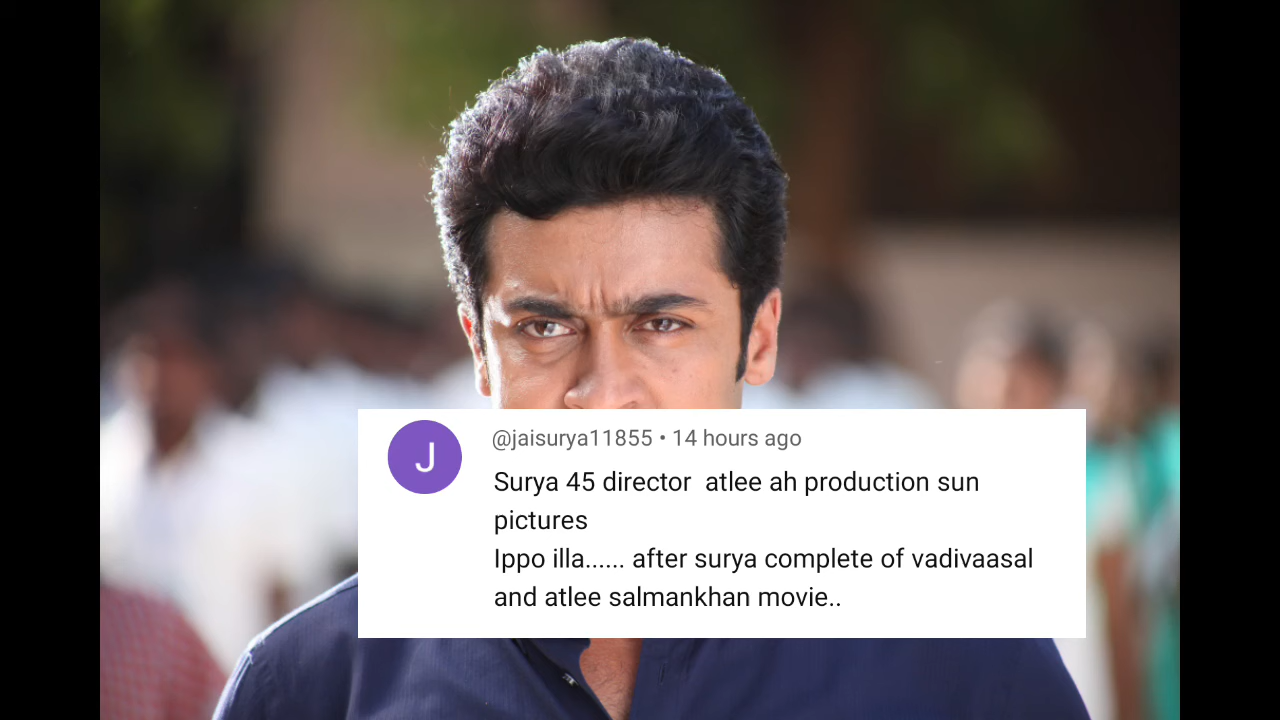 J
@jaisurya11855 • 14 hours ago
Surya 45 director  atlee ah production sun
pictures
Ippo illa...... after surya complete of vadivaasal
and atlee salmankhan movie..